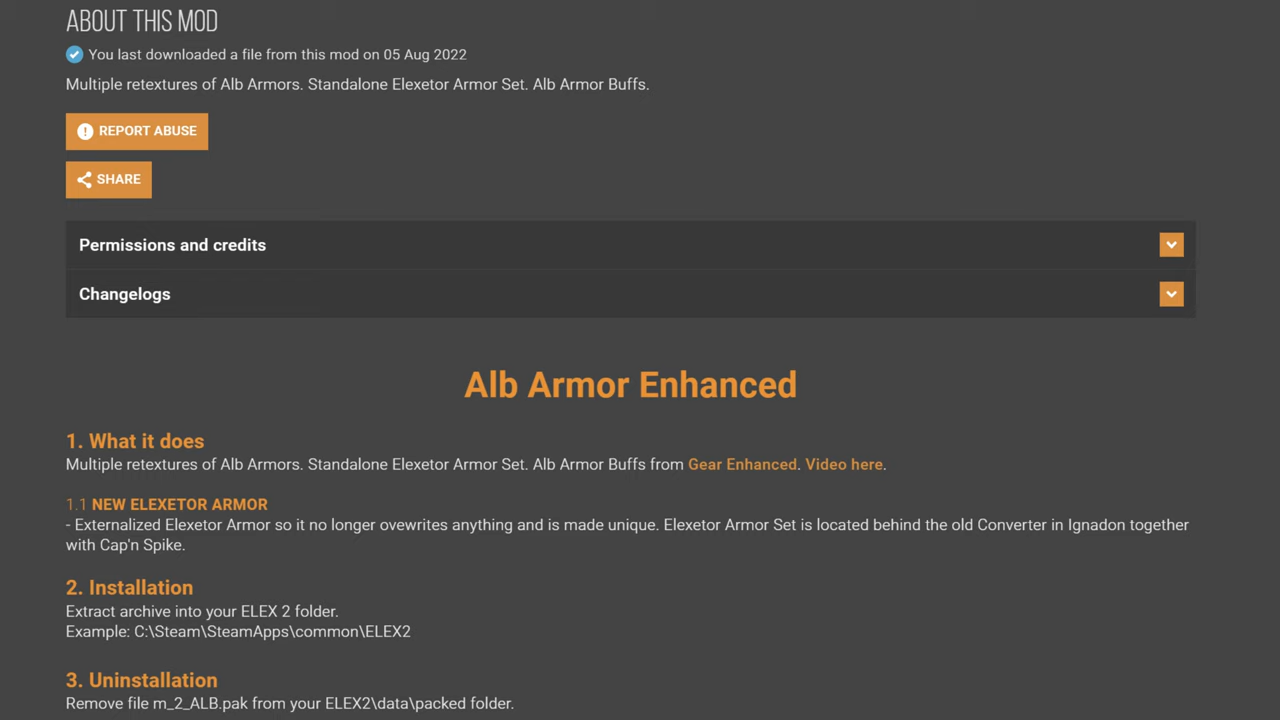 ABOUT THIS MOD
You last downloaded a file from this mod on 05 Aug 2022
Multiple retextures of Alb Armors. Standalone Elexetor Armor Set. Alb Armor Buffs.
REPORT ABUSE
SHARE
Permissions and credits
Changelogs
Alb Armor Enhanced
1. What it does
Multiple retextures of Alb Armors. Standalone Elexetor Armor Set. Alb Armor Buffs from Gear Enhanced. Video here.
1.1 NEW ELEXETOR ARMOR
- Externalized Elexetor Armor so it no longer ovewrites anything and is made unique. Elexetor Armor Set is located behind the old Converter in Ignadon together
with Cap'n Spike.
2. Installation
Extract archive into your ELEX 2 folder.
Example: C:\Steam\SteamApps\common\ELEX2
3. Uninstallation
Remove file m_2_ALB.pak from your ELEX2\data\packed folder.